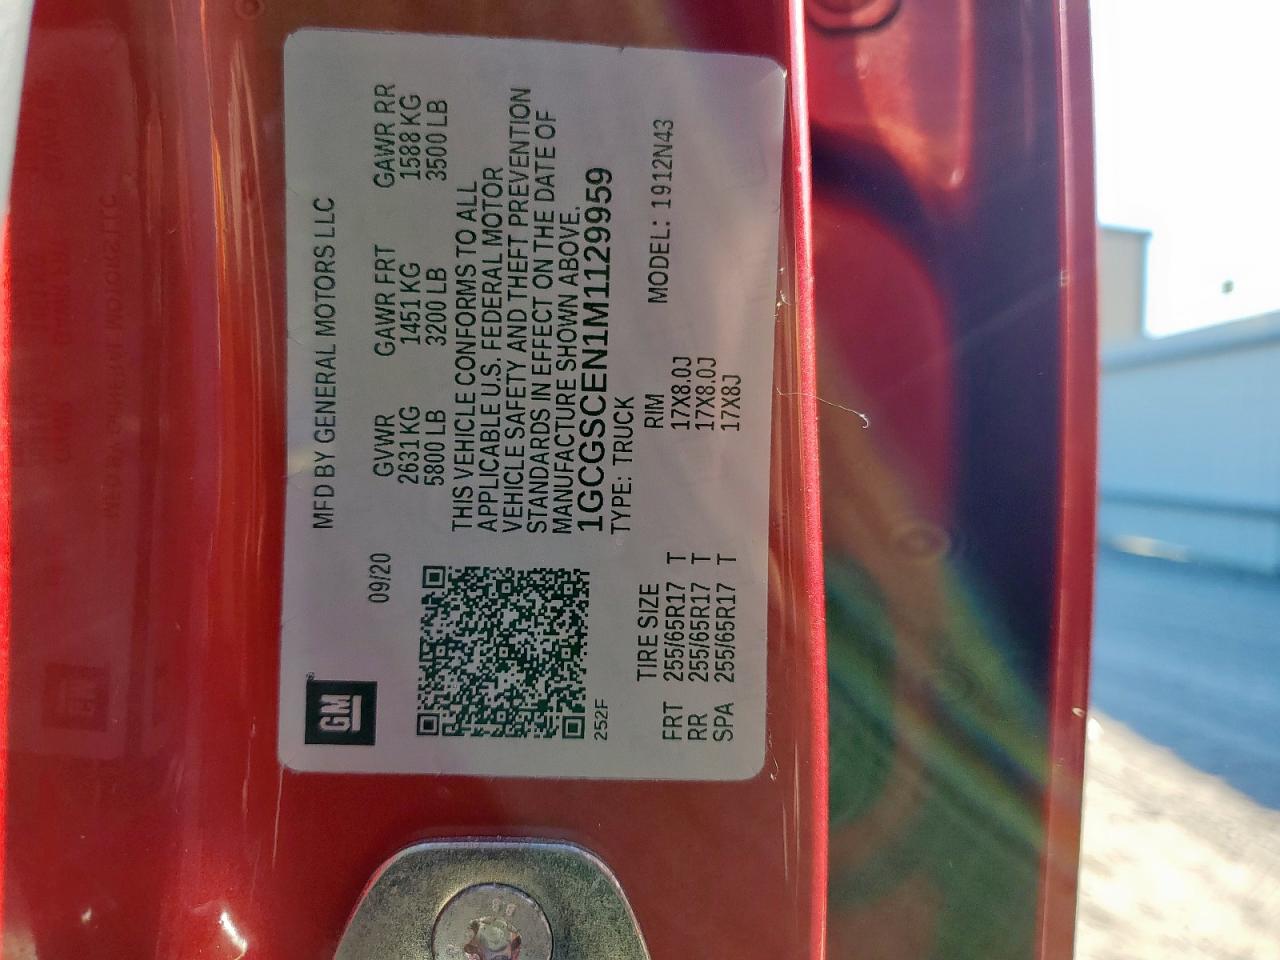 GM
MFD BY GENERAL MOTORS LLC
09/20
GVWR GAWR FRT GAWR RR
2631 KG 1451 KG 1588 KG
5800 LB 3200 LB 3500 LB
THIS VEHICLE CONFORMS TO ALL
APPLICABLE U.S. FEDERAL MOTOR
VEHICLE SAFETY AND THEFT PREVENTION
STANDARDS IN EFFECT ON THE DATE OF
MANUFACTURE SHOWN ABOVE.
1GCGSCEN1M1129959
252F
TYPE: TRUCK
TIRE SIZE RIM MODEL: 1912N43
FRT 255/65R17 T 17X8.0J
RR 255/65R17 T 17X8.0J
SPA 255/65R17 T 17X8J